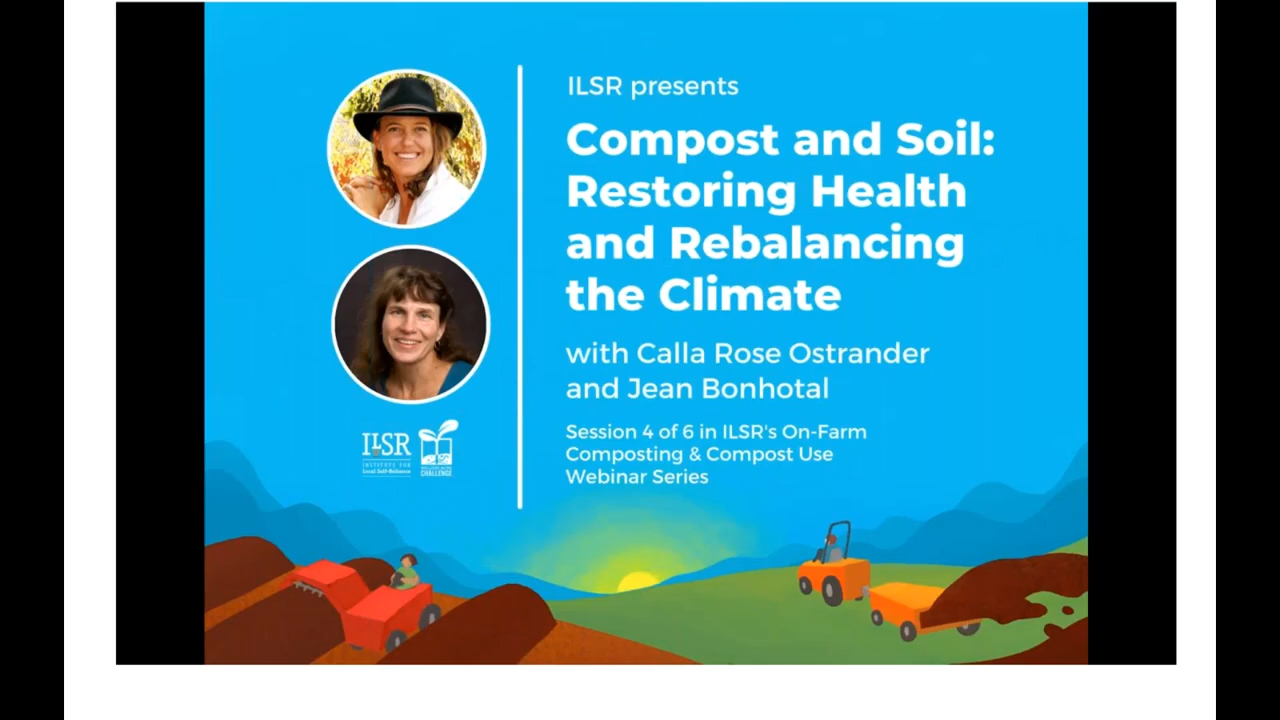 ILSR presents
Compost and Soil:
Restoring Health
and Rebalancing
the Climate
with Calla Rose Ostrander
and Jean Bonhotal
Session 4 of 6 in ILSR's On-Farm
Composting & Compost Use
Webinar Series
ILSR
INSTITUTE FOR
Local Self-Reliance
CHALLENGE